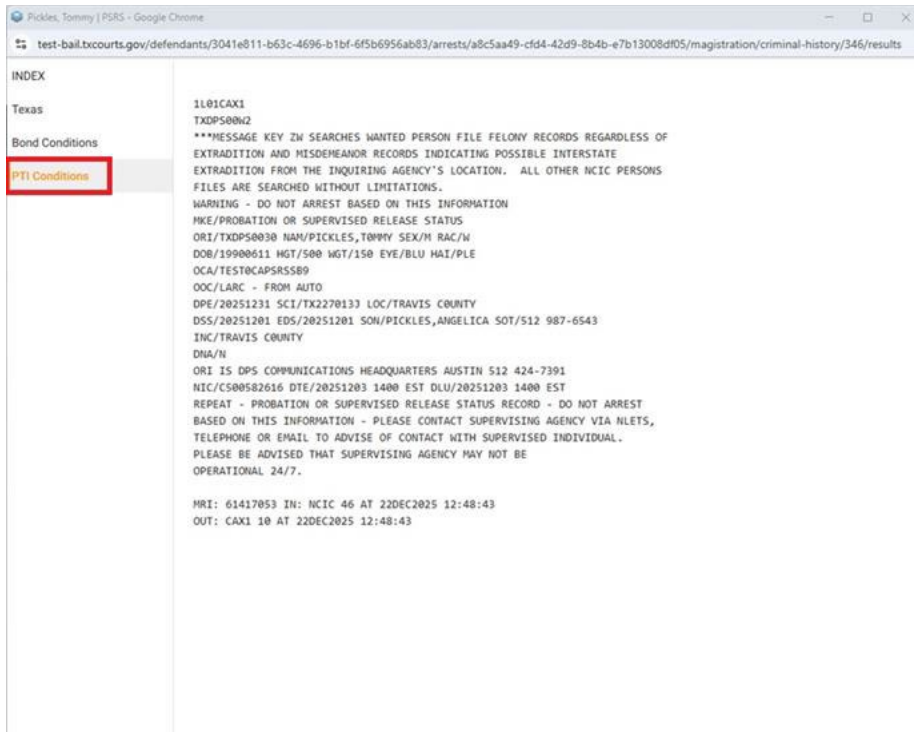 Pickles, Tommy | PSRS - Google Chrome
test-bail.txcourts.gov/defendants/3041e811-b63c-4696-b1bf-6f5b6956ab83/arrests/a8c5aa49-cfd4-42d9-8b4b-e7b13008df05/magistration/criminal-history/346/results
INDEX
Texas
Bond Conditions
PTI Conditions
1L01CAX1
TXDPS00W2
***MESSAGE KEY ZW SEARCHES WANTED PERSON FILE FELONY RECORDS REGARDLESS OF
EXTRADITION AND MISDEMEANOR RECORDS INDICATING POSSIBLE INTERSTATE
EXTRADITION FROM THE INQUIRING AGENCY'S LOCATION. ALL OTHER NCIC PERSONS
FILES ARE SEARCHED WITHOUT LIMITATIONS.
WARNING - DO NOT ARREST BASED ON THIS INFORMATION
MKE/PROBATION OR SUPERVISED RELEASE STATUS
ORI/TXDPS0030 NAM/PICKLES,T0MMY SEX/M RAC/W
DOB/19900611 HGT/500 WGT/150 EYE/BLU HAI/PLE
OCA/TEST0CAPSRSSB9
OOC/LARC - FROM AUTO
DPE/20251231 SCI/TX227013J LOC/TRAVIS C0UNTY
DSS/20251201 EDS/20251201 SON/PICKLES,ANGELICA SOT/512 987-6543
INC/TRAVIS C0UNTY
DNA/N
ORI IS DPS COMMUNICATIONS HEADQUARTERS AUSTIN 512 424-7391
NIC/C500582616 DTE/20251203 1400 EST DLU/20251203 1400 EST
REPEAT - PROBATION OR SUPERVISED RELEASE STATUS RECORD - DO NOT ARREST
BASED ON THIS INFORMATION - PLEASE CONTACT SUPERVISING AGENCY VIA NLETS,
TELEPHONE OR EMAIL TO ADVISE OF CONTACT WITH SUPERVISED INDIVIDUAL.
PLEASE BE ADVISED THAT SUPERVISING AGENCY MAY NOT BE
OPERATIONAL 24/7.
MRI: 61417053 IN: NCIC 46 AT 22DEC2025 12:48:43
OUT: CAX1 10 AT 22DEC2025 12:48:43